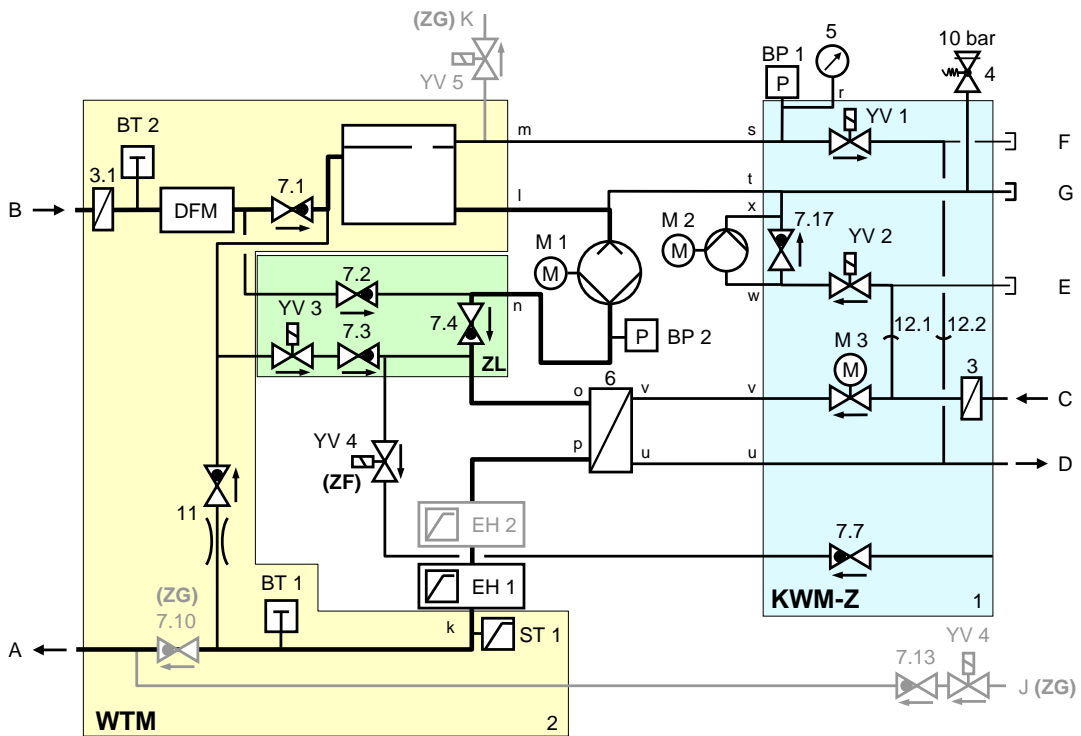 (ZG) K
YV 5
BP 1
P
5
r
10 bar
4
BT 2
T
3.1
B
DFM
7.1
m
s
YV 1
F
l
t
G
x
M 1
M
M 2
M
7.17
YV 2
w
E
7.2
YV 3
7.3
7.4
n
ZL
P
BP 2
12.1
12.2
M 3
M
6
o
v
v
3
C
p
u
u
D
YV 4
(ZF)
11
EH 2
EH 1
7.7
KWM-Z
1
BT 1
T
(ZG)
7.10
k
ST 1
A
YV 4
7.13
J (ZG)
WTM
2